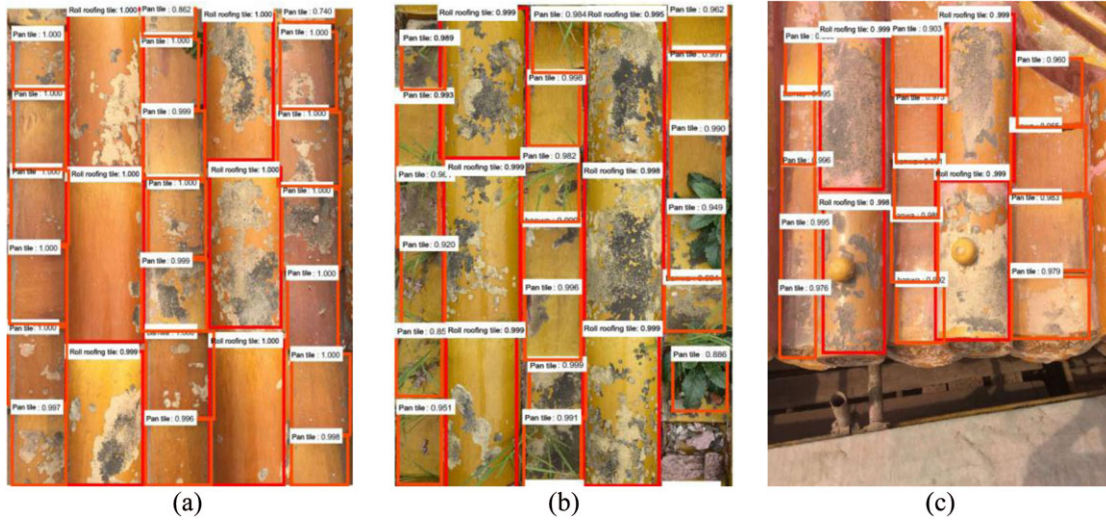 Roll roofing tile: 1.000
Pan tile : 0.862
Roll roofing tile: 1.000
Pan tile : 0.740
Pan tile : 1.000
Pan tile : 1.000
Pan tile : 1.000
Pan tile : 1.000
Pan tile : 0.999
Pan tile : 1.000
Roll roofing tile: 1.000
Pan tile : 1.000
Roll roofing tile: 1.000
Pan tile : 1.000
Pan tile : 1.000
Pan tile : 1.000
Pan tile : 0.999
Pan tile : 1.000
Pan tile : 1.000
Roll roofing tile: 0.999
Roll roofing tile: 1.000
Pan tile : 1.000
Pan tile : 0.997
Pan tile : 0.996
Pan tile : 0.998
(a)
Roll roofing tile: 0.999
Pan tile : 0.984
Roll roofing tile: 0.995
Pan tile : 0.962
Pan tile : 0.989
Pan tile : 0.997
Pan tile : 0.998
Pan tile: 0.993
Pan tile : 0.990
Pan tile : 0.982
Roll roofing tile: 0.999
Roll roofing tile: 0.998
Pan tile : 0.949
Pan tile : 0.920
Pan tile : 0.996
Roll roofing tile: 0.999
Roll roofing tile: 0.999
Pan tile : 0.886
Pan tile : 0.999
Pan tile : 0.951
Pan tile : 0.991
(b)
Roll roofing tile : 0 .999
Roll roofing tile : 0 .999
Pan tile : 0.903
Pan tile : 0.960
Pan tile : 0.996
Roll roofing tile : 0 .999
Roll roofing tile : 0 .998
Pan tile : 0.983
Pan tile : 0.995
Pan tile : 0.979
Pan tile : 0.976
(c)